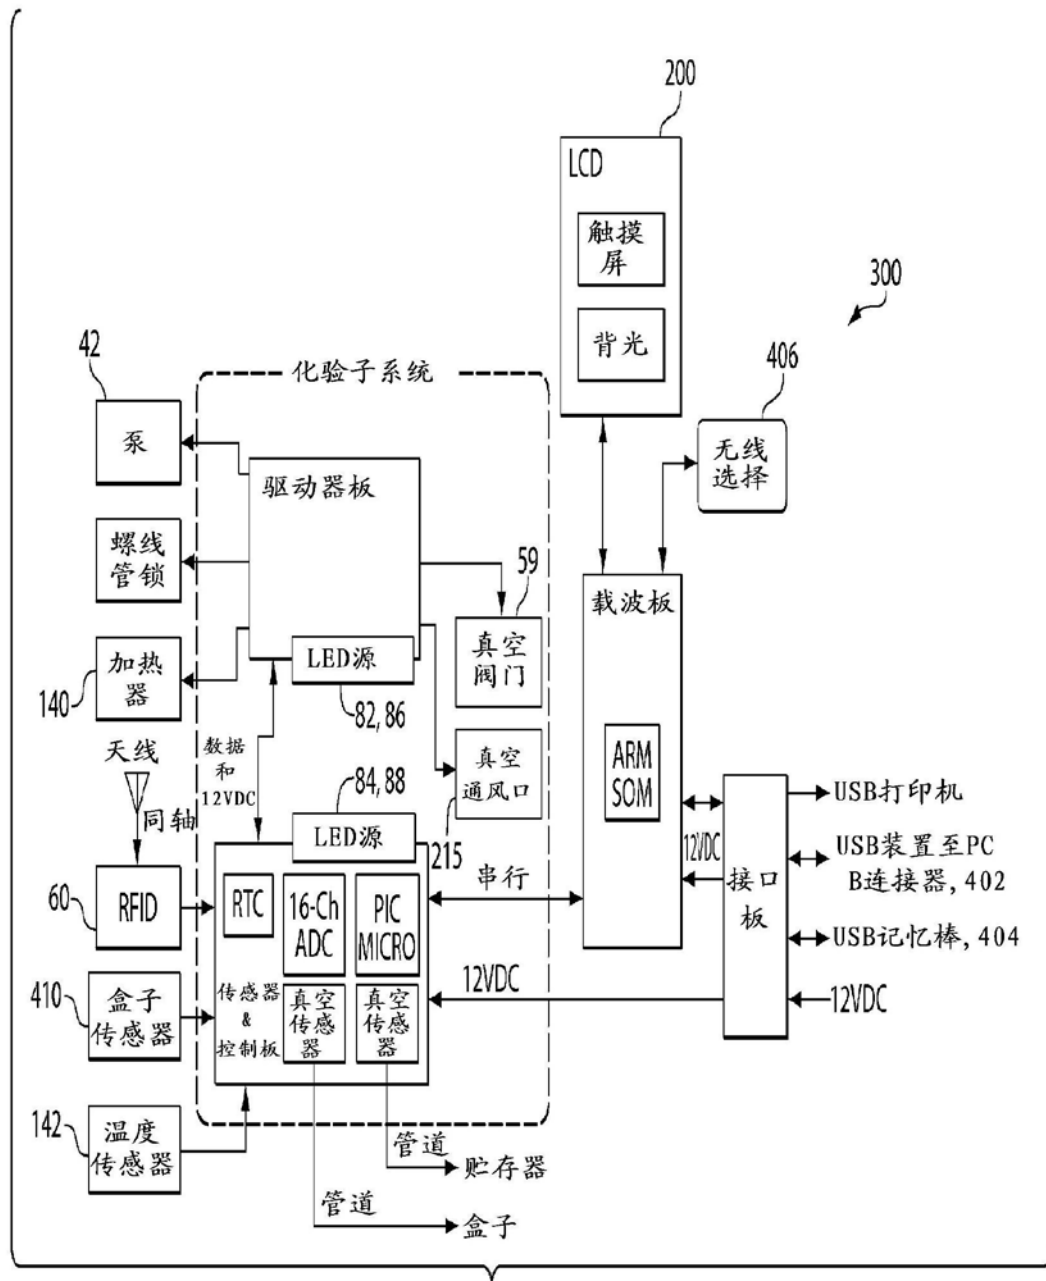 200
LCD
触摸
屏
背光
300
406
无线
选择
化验子系统
42
泵
驱动器板
螺线
管锁
59
真空
阀门
载波板
加热
器
140
LED源
82,86
天线
数据
和
12VDC
真空
通风口
215
ARM
SOM
同轴
84,88
LED源
USB打印机
12VDC
USB装置至PC
B连接器,402
接口
板
串行
60
RFID
RTC
16-Ch
ADC
PIC
MICRO
USB记忆棒,404
410
盒子
传感器
传感器
&
控制板
真空
传感
器
真空
传感
器
12VDC
12VDC
142
温度
传感器
管道
贮存器
管道
盒子